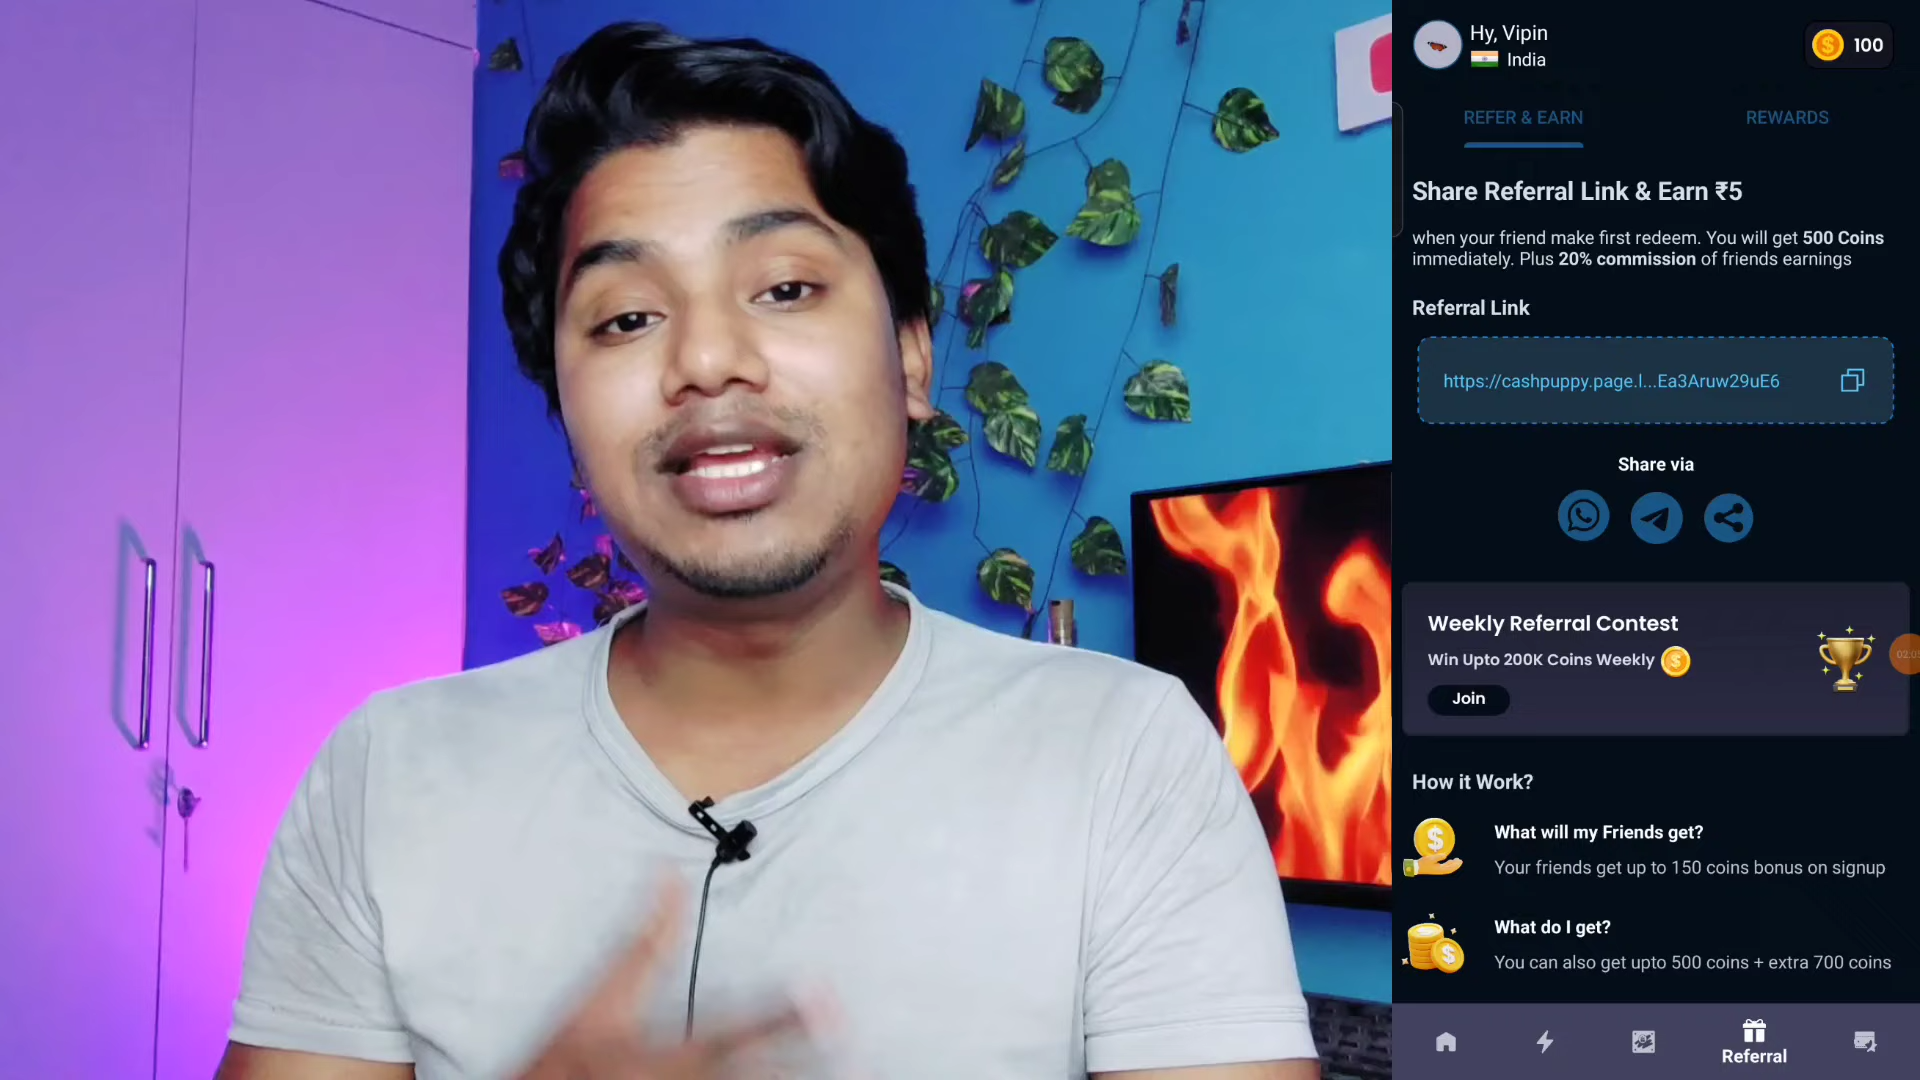 Hy, Vipin
India
100
REFER & EARN
REWARDS
Share Referral Link & Earn ₹5
when your friend make first redeem. You will get 500 Coins
immediately. Plus 20% commission of friends earnings
Referral Link
https://cashpuppy.page.l...Ea3Aruw29uE6
Share via
Weekly Referral Contest
Win Upto 200K Coins Weekly
Join
How it Work?
What will my Friends get?
Your friends get up to 150 coins bonus on signup
What do I get?
You can also get upto 500 coins + extra 700 coins
Referral